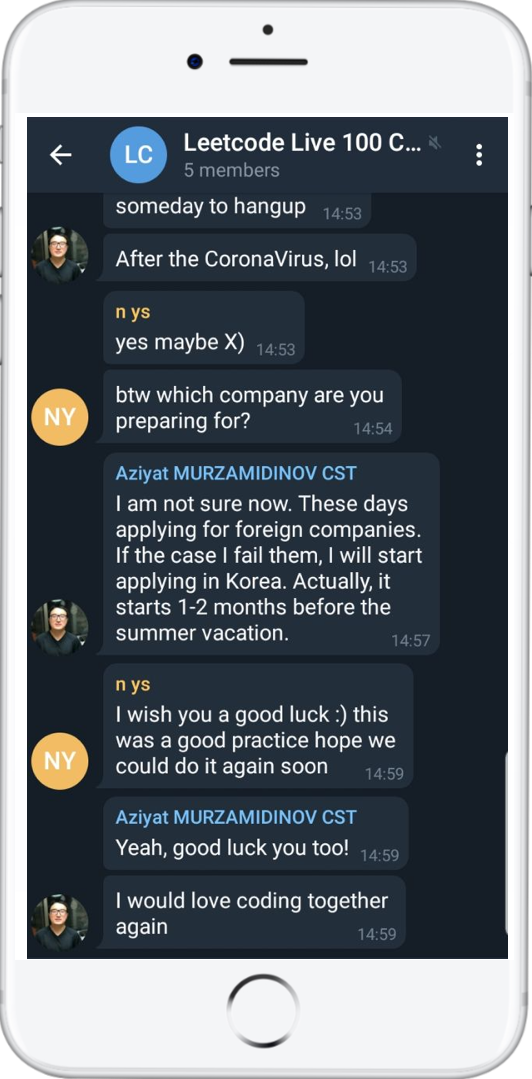 LC
Leetcode Live 100 C...
5 members
someday to hangup 14:53
After the CoronaVirus, lol 14:53
n ys
yes maybe X) 14:53
btw which company are you
preparing for? 14:54
NY
Aziyat MURZAMIDINOV CST
I am not sure now. These days
applying for foreign companies.
If the case I fail them, I will start
applying in Korea. Actually, it
starts 1-2 months before the
summer vacation. 14:57
n ys
I wish you a good luck :) this
was a good practice hope we
could do it again soon 14:59
NY
Aziyat MURZAMIDINOV CST
Yeah, good luck you too! 14:59
I would love coding together
again 14:59